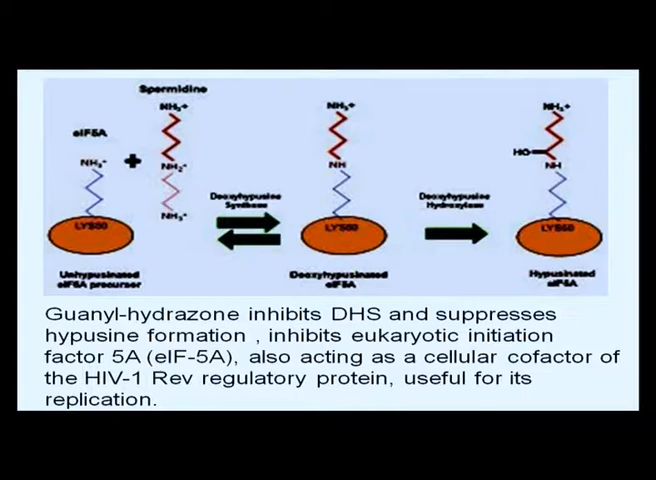 Spermidine
NH₃+
eIF5A
NH₃+
+
NH₂+
NH₃+
LYS50
Unhypusinated
eIF5A precursor
Deoxyhypusine
Synthase
NH₃+
NH
LYS50
Deoxyhypusinated
eIF5A
Deoxyhypusine
Hydroxylase
NH₃+
HO
NH
LYS50
Hypusinated
eIF5A
Guanyl-hydrazone inhibits DHS and suppresses
hypusine formation , inhibits eukaryotic initiation
factor 5A (eIF-5A), also acting as a cellular cofactor of
the HIV-1 Rev regulatory protein, useful for its
replication.